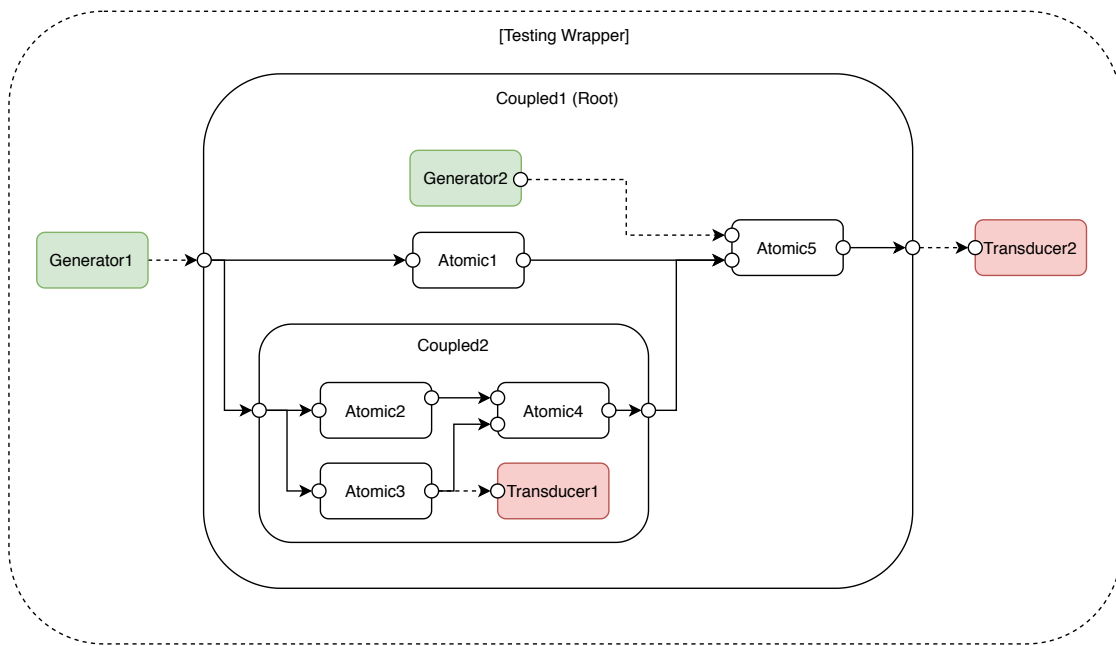 [Testing Wrapper]
Coupled1 (Root)
Generator2
Generator1
Atomic1
Atomic5
Transducer2
Coupled2
Atomic2
Atomic4
Atomic3
Transducer1